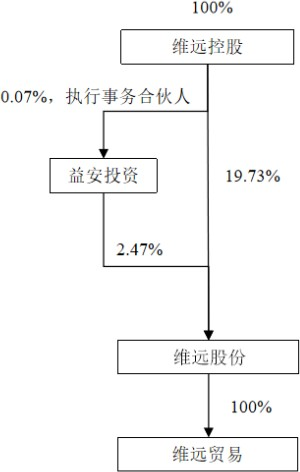 100%
维远控股
0.07%，执行事务合伙人
益安投资
19.73%
2.47%
维远股份
100%
维远贸易